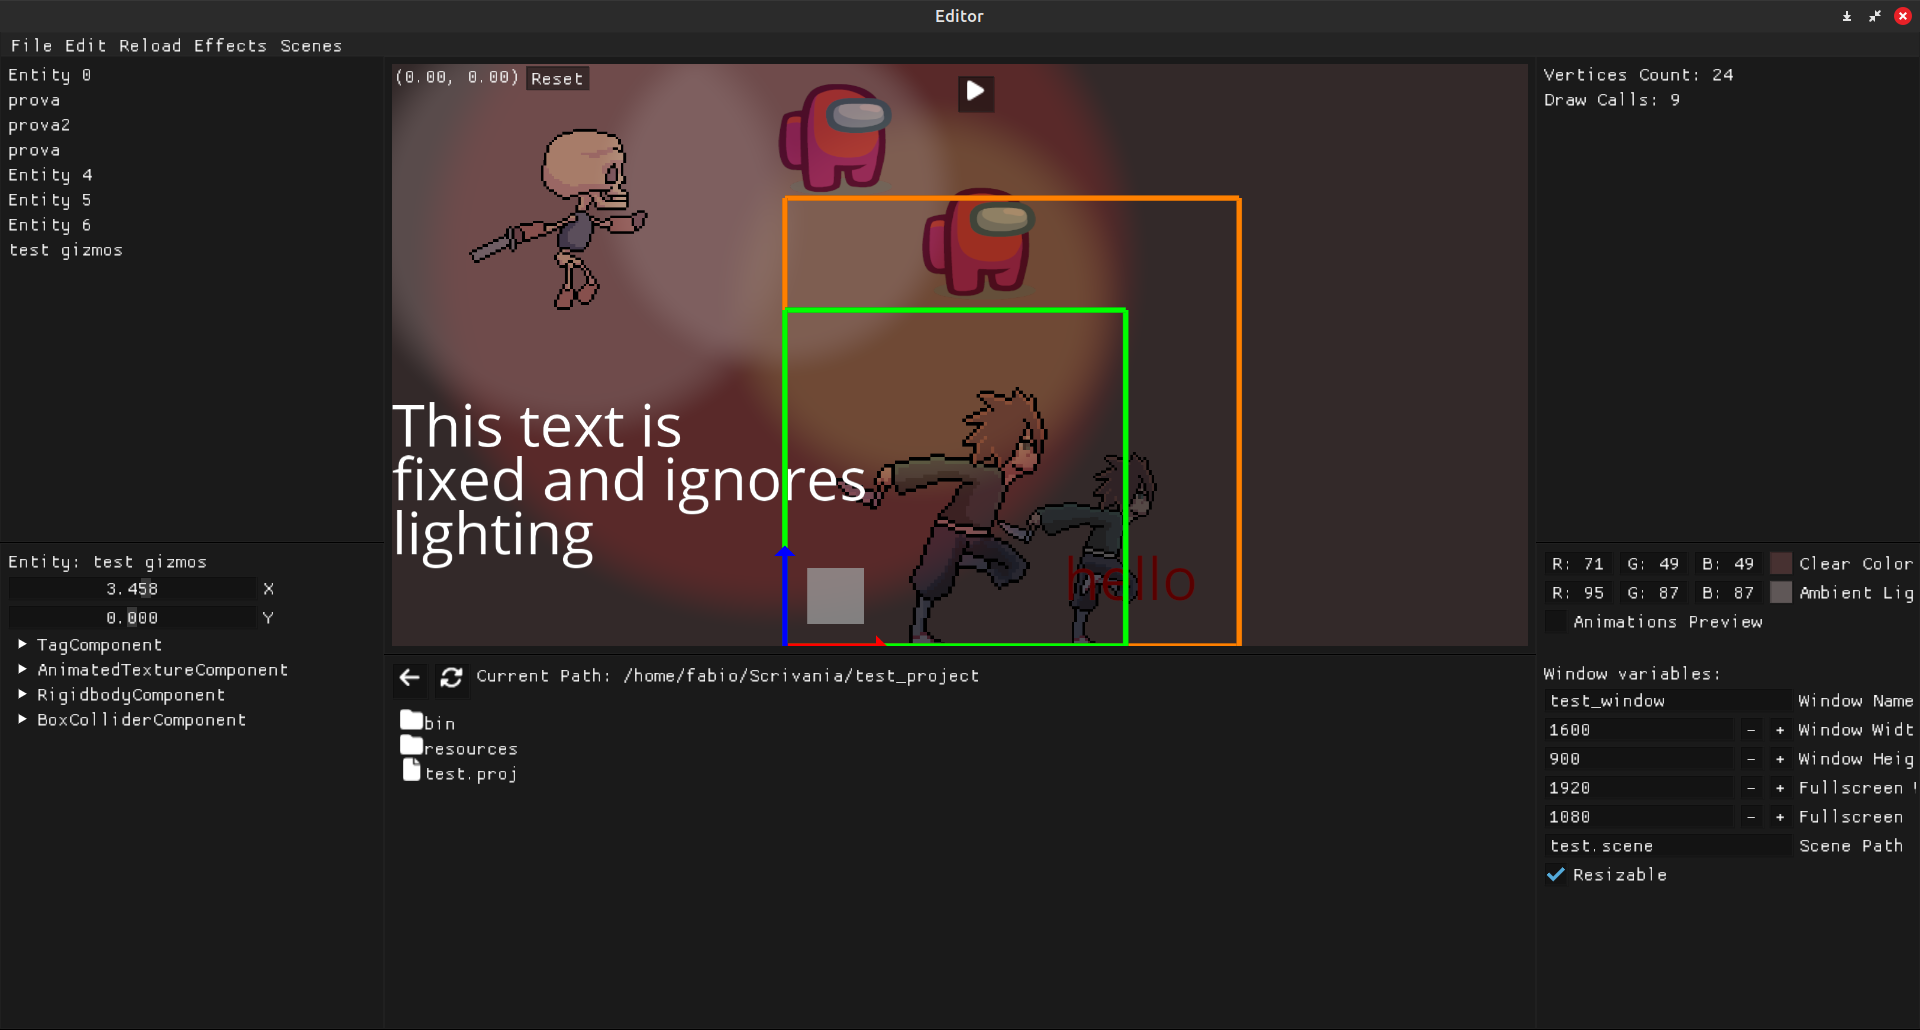 Editor
File Edit Reload Effects Scenes
Entity 0
prova
prova2
prova
Entity 4
Entity 5
Entity 6
test gizmos
(0.00, 0.00) Reset
This text is
fixed and ignores
lighting
hello
Vertices Count: 24
Draw Calls: 9
Entity: test gizmos
3.458 X
0.000 Y
TagComponent
AnimatedTextureComponent
RigidbodyComponent
BoxColliderComponent
Current Path: /home/fabio/Scrivania/test_project
bin
resources
test.proj
R: 71 G: 49 B: 49 Clear Color
R: 95 G: 87 B: 87 Ambient Lig
Animations Preview
Window variables:
test_window Window Name
1600 - + Window Widt
900 - + Window Heig
1920 - + Fullscreen
1080 - + Fullscreen
test.scene Scene Path
Resizable